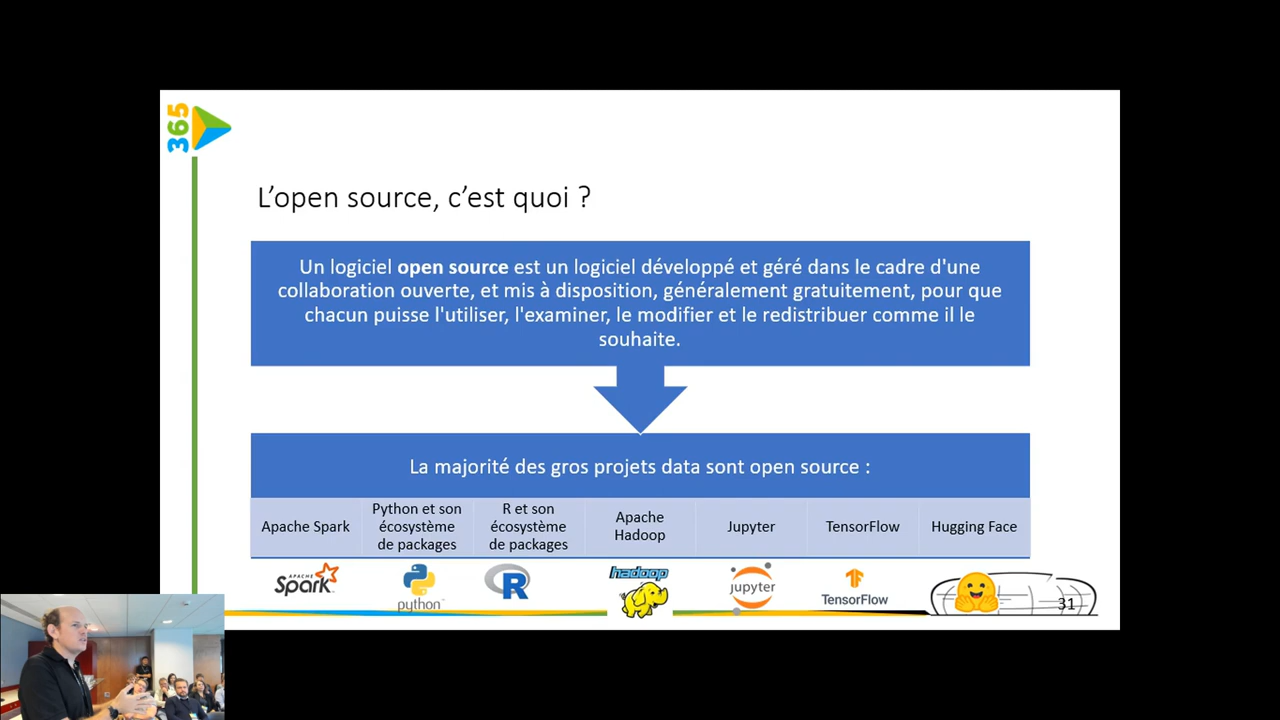 365
L’open source, c’est quoi ?
Un logiciel open source est un logiciel développé et géré dans le cadre d'une
collaboration ouverte, et mis à disposition, généralement gratuitement, pour que
chacun puisse l'utiliser, l'examiner, le modifier et le redistribuer comme il le
souhaite.
La majorité des gros projets data sont open source :
Apache Spark
Python et son
écosystème
de packages
R et son
écosystème
de packages
Apache
Hadoop
Jupyter
TensorFlow
Hugging Face
APACHE
Spark
python
R
hadoop
jupyter
TensorFlow
31